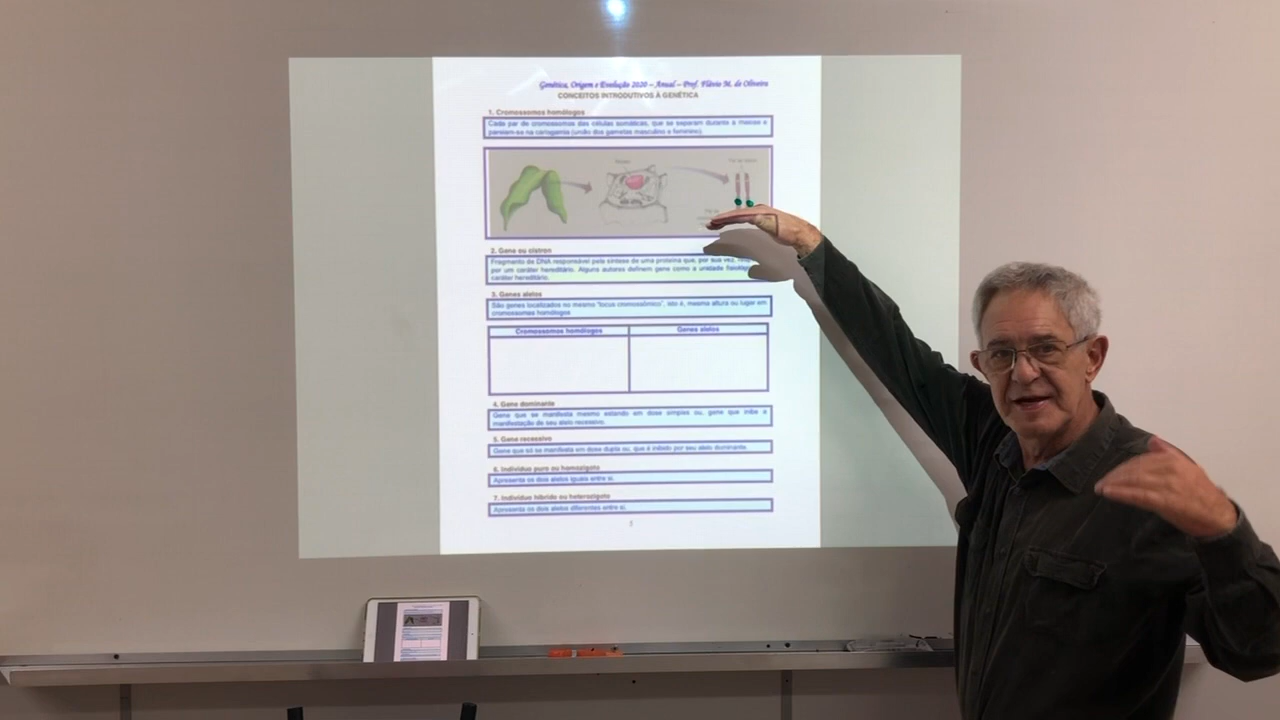 Genética, Origem e Evolução 2020 – Anual – Prof. Flávio M. de Oliveira
CONCEITOS INTRODUTIVOS À GENÉTICA
1. Cromossomos homólogos
Cada par de cromossomos das células somáticas, que se separam durante a meiose e
pareiam-se na cariogamia (união dos gametas masculino e feminino).
2. Gene ou cístron
Fragmento de DNA responsável pela síntese de uma proteína que, por sua vez,
por um caráter hereditário. Alguns autores definem gene como a unidade
caráter hereditário.
3. Genes alelos
São genes localizados no mesmo "locus cromossômico", isto é, mesma altura ou lugar em
cromossomos homólogos
Cromossomos homólogos Genes alelos
4. Gene dominante
Gene que se manifesta mesmo estando em dose simples ou, gene que inibe a
manifestação de seu alelo recessivo.
5. Gene recessivo
Gene que só se manifesta em dose dupla ou, que é inibido por seu alelo dominante.
6. Indivíduo puro ou homozigoto
Apresenta os dois alelos iguais entre si.
7. Indivíduo híbrido ou heterozigoto
Apresenta os dois alelos diferentes entre si.